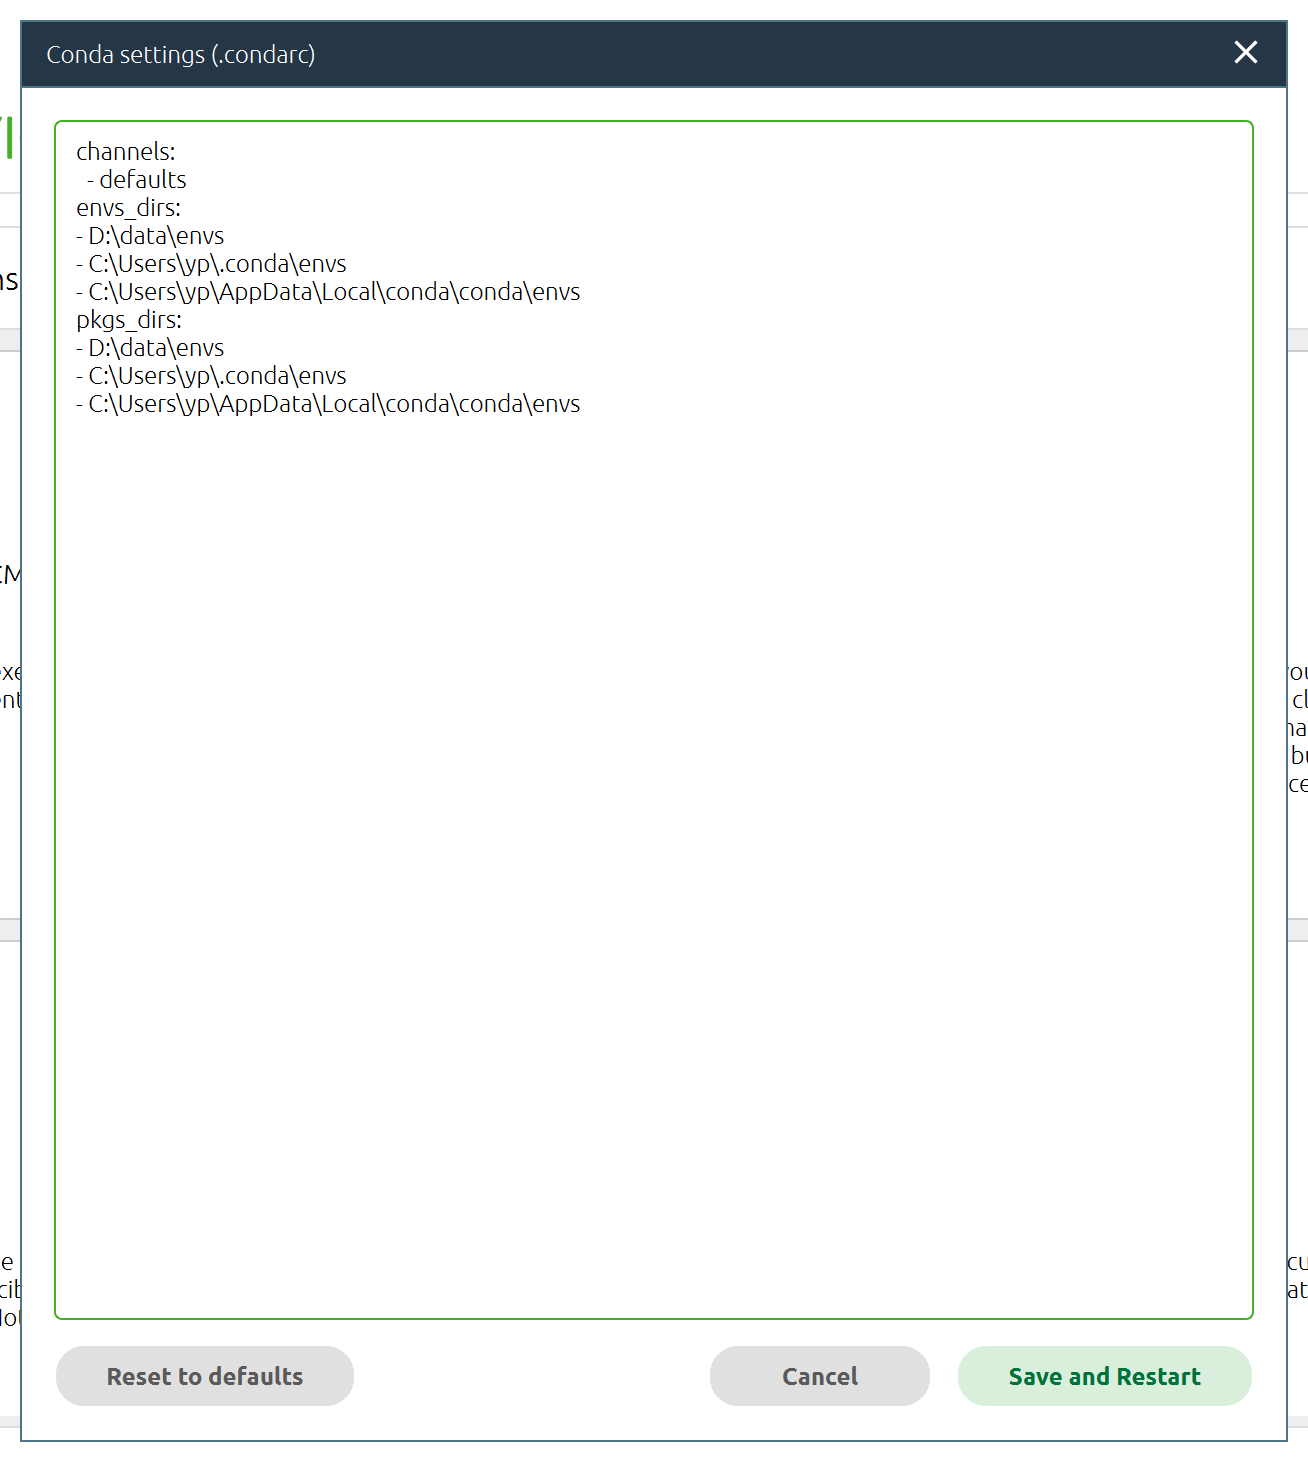 Conda settings (.condarc)
channels:
- defaults
envs_dirs:
- D:\data\envs
- C:\Users\yp\.conda\envs
- C:\Users\yp\AppData\Local\conda\conda\envs
pkgs_dirs:
- D:\data\envs
- C:\Users\yp\.conda\envs
- C:\Users\yp\AppData\Local\conda\conda\envs
Reset to defaults
Cancel
Save and Restart